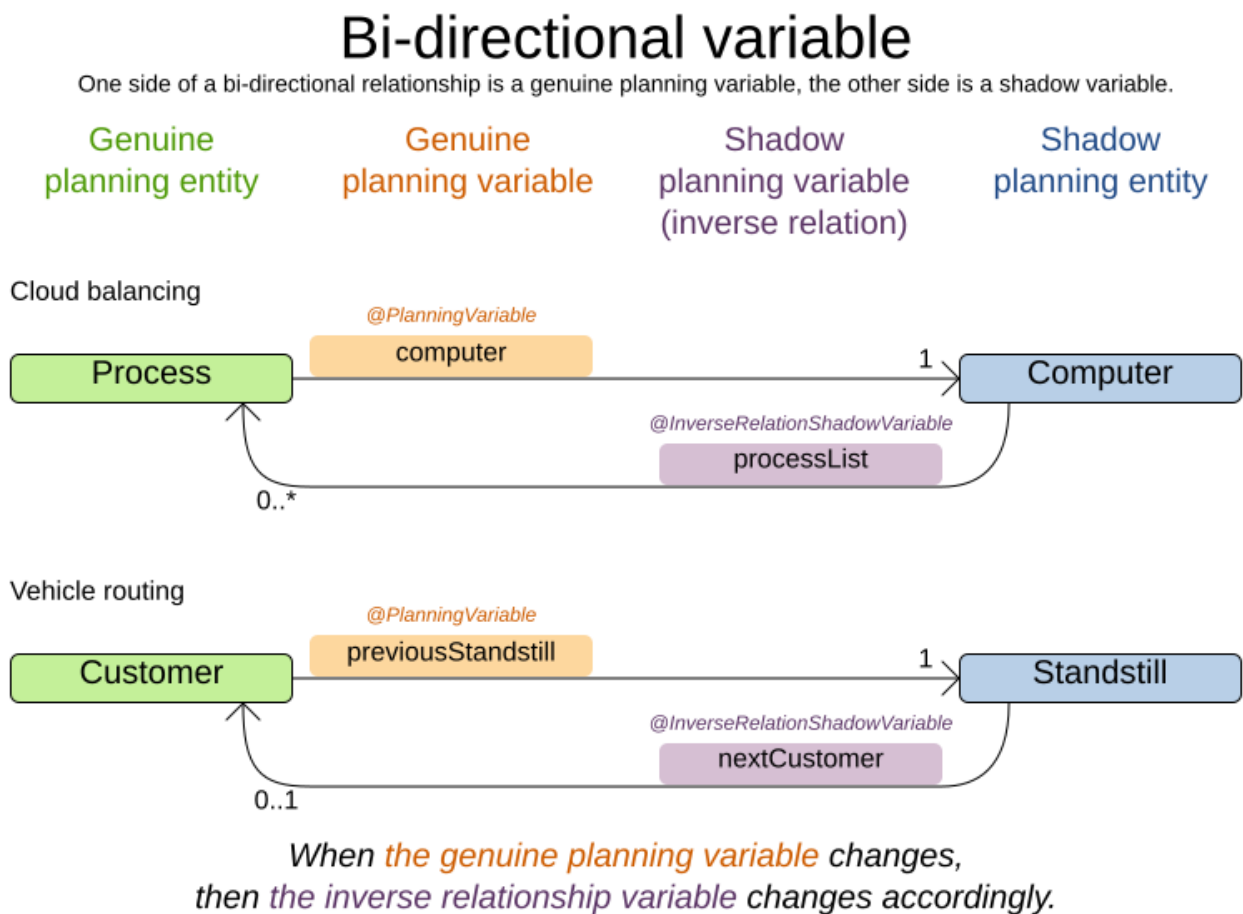 Bi-directional variable
One side of a bi-directional relationship is a genuine planning variable, the other side is a shadow variable.
Genuine
planning entity
Genuine
planning variable
Shadow
planning variable
(inverse relation)
Shadow
planning entity
Cloud balancing
@PlanningVariable
computer
Process
1
Computer
@InverseRelationShadowVariable
processList
0..*
Vehicle routing
@PlanningVariable
previousStandstill
Customer
1
Standstill
@InverseRelationShadowVariable
nextCustomer
0..1
When the genuine planning variable changes,
then the inverse relationship variable changes accordingly.